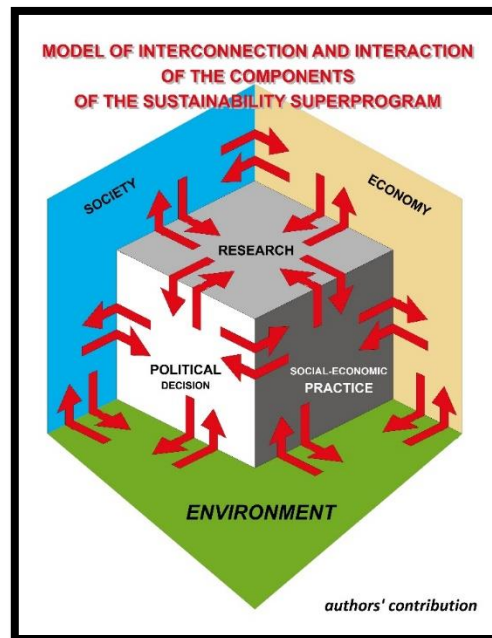 MODEL OF INTERCONNECTION AND INTERACTION
OF THE COMPONENTS
OF THE SUSTAINABILITY SUPERPROGRAM
SOCIETY
ECONOMY
RESEARCH
POLITICAL
DECISION
SOCIAL-ECONOMIC
PRACTICE
ENVIRONMENT
authors' contribution